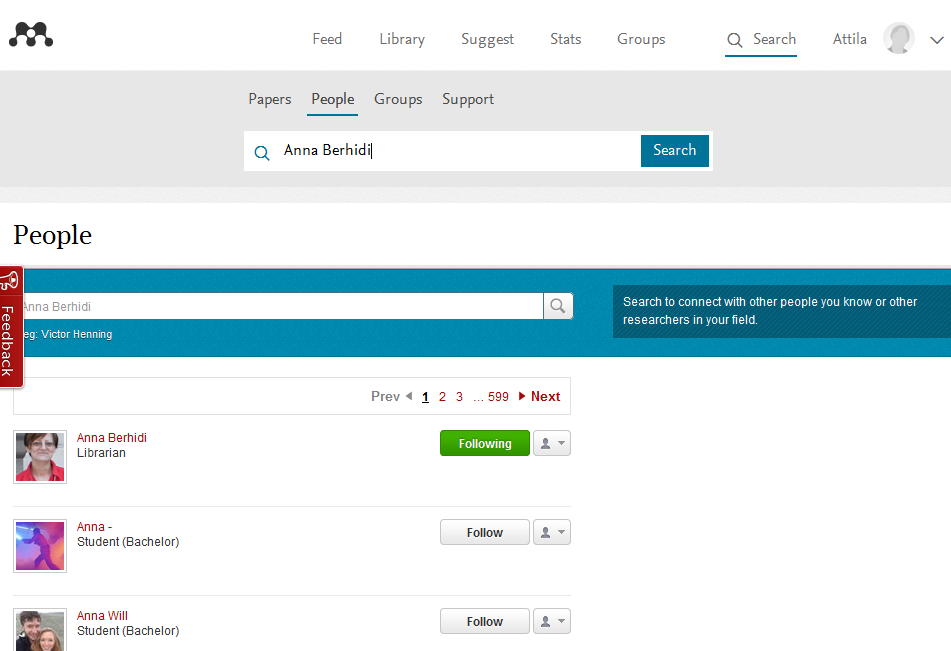 Feed Library Suggest Stats Groups Search Attila
Papers People Groups Support
Anna Berhidi Search
People
Anna Berhidi
Search to connect with other people you know or other
researchers in your field.
eg: Victor Henning
Feedback
Prev 1 2 3 ... 599 Next
Anna Berhidi
Librarian
Following
Anna -
Student (Bachelor)
Follow
Anna Will
Student (Bachelor)
Follow